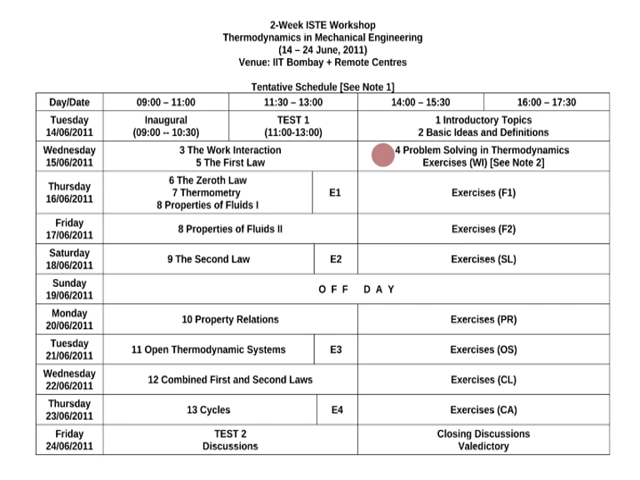 2-Week ISTE Workshop
Thermodynamics in Mechanical Engineering
(14 – 24 June, 2011)
Venue: IIT Bombay + Remote Centres
Tentative Schedule [See Note 1]
Day/Date 09:00 – 11:00 11:30 – 13:00 14:00 – 15:30 16:00 – 17:30
Tuesday
14/06/2011
Inaugural
(09:00 -- 10:30)
TEST 1
(11:00-13:00)
1 Introductory Topics
2 Basic Ideas and Definitions
Wednesday
15/06/2011
3 The Work Interaction
5 The First Law
4 Problem Solving in Thermodynamics
Exercises (WI) [See Note 2]
Thursday
16/06/2011
6 The Zeroth Law
7 Thermometry
8 Properties of Fluids I
E1
Exercises (F1)
Friday
17/06/2011
8 Properties of Fluids II
Exercises (F2)
Saturday
18/06/2011
9 The Second Law
E2
Exercises (SL)
Sunday
19/06/2011
O F F D A Y
Monday
20/06/2011
10 Property Relations
Exercises (PR)
Tuesday
21/06/2011
11 Open Thermodynamic Systems
E3
Exercises (OS)
Wednesday
22/06/2011
12 Combined First and Second Laws
Exercises (CL)
Thursday
23/06/2011
13 Cycles
E4
Exercises (CA)
Friday
24/06/2011
TEST 2
Discussions
Closing Discussions
Valedictory